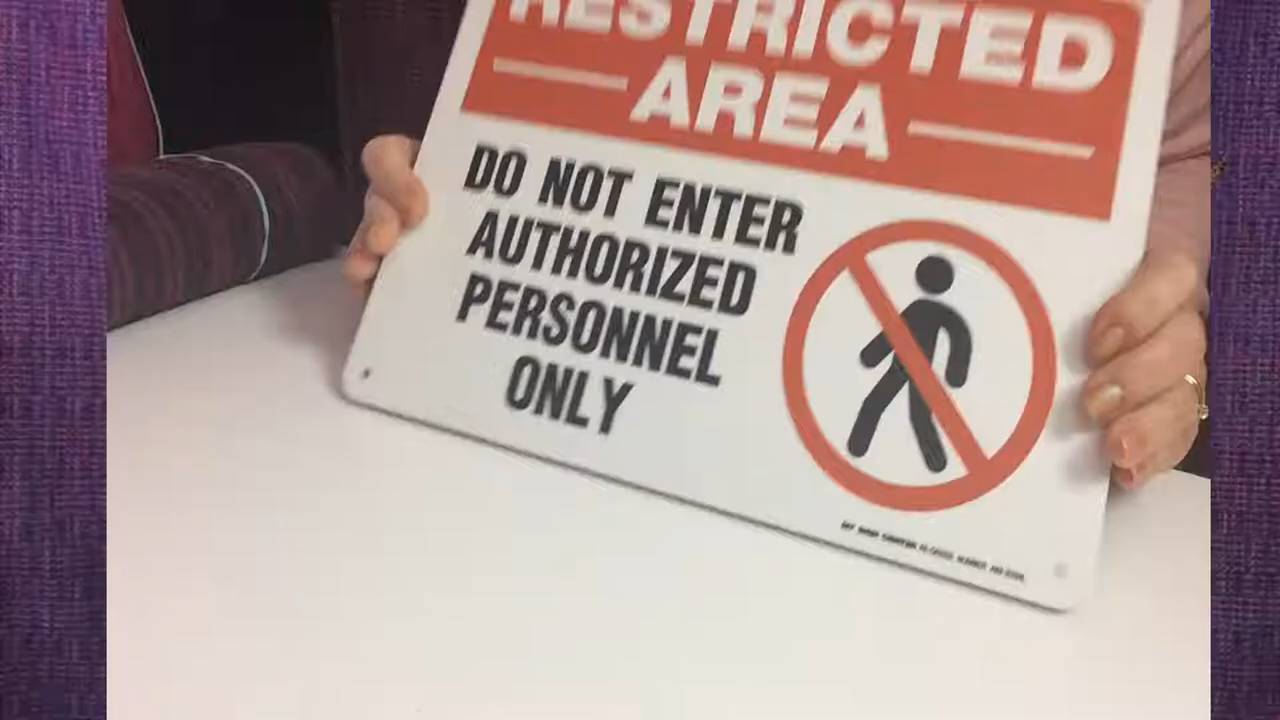 RESTRICTED
AREA
DO NOT ENTER
AUTHORIZED
PERSONNEL
ONLY